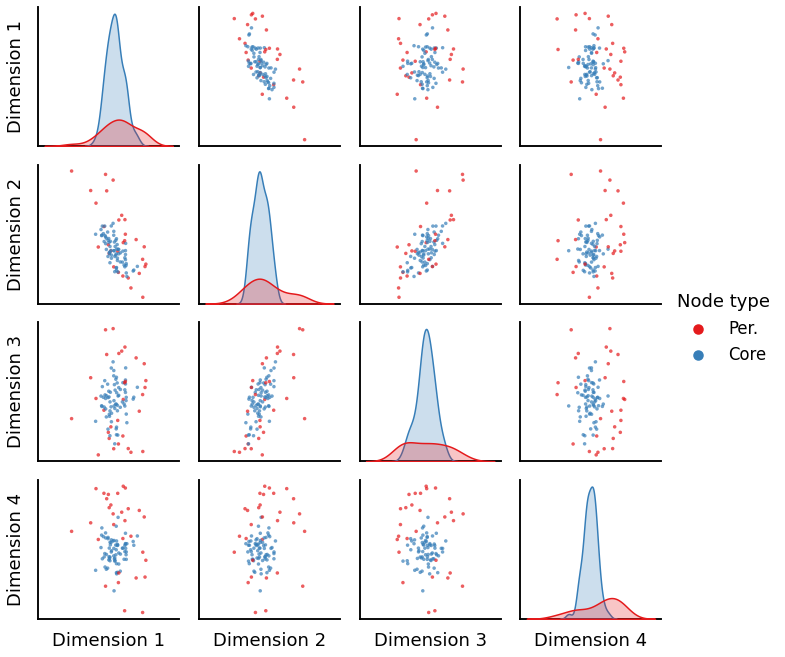 Dimension 1
Dimension 2
Dimension 3
Dimension 4
Dimension 1
Dimension 2
Dimension 3
Dimension 4
Node type
Per.
Core